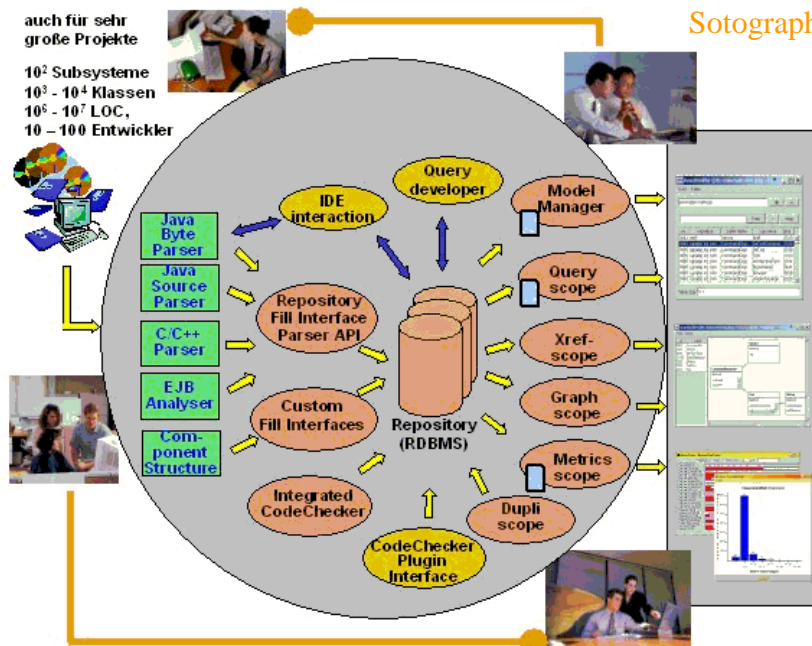 auch für sehr
große Projekte
10² Subsysteme
10³ - 10⁴ Klassen
10⁶ - 10⁷ LOC,
10 – 100 Entwickler
Sotograph
Java
Byte
Parser
Java
Source
Parser
C/C++
Parser
EJB
Analyser
Com-
ponent
Structure
IDE
interaction
Query
developer
Repository
Fill Interface
Parser API
Custom
Fill Interfaces
Integrated
CodeChecker
CodeChecker
Plugin
Interface
Repository
(RDBMS)
Model
Manager
Query
scope
Xref-
scope
Graph
scope
Metrics
scope
Dupli
scope